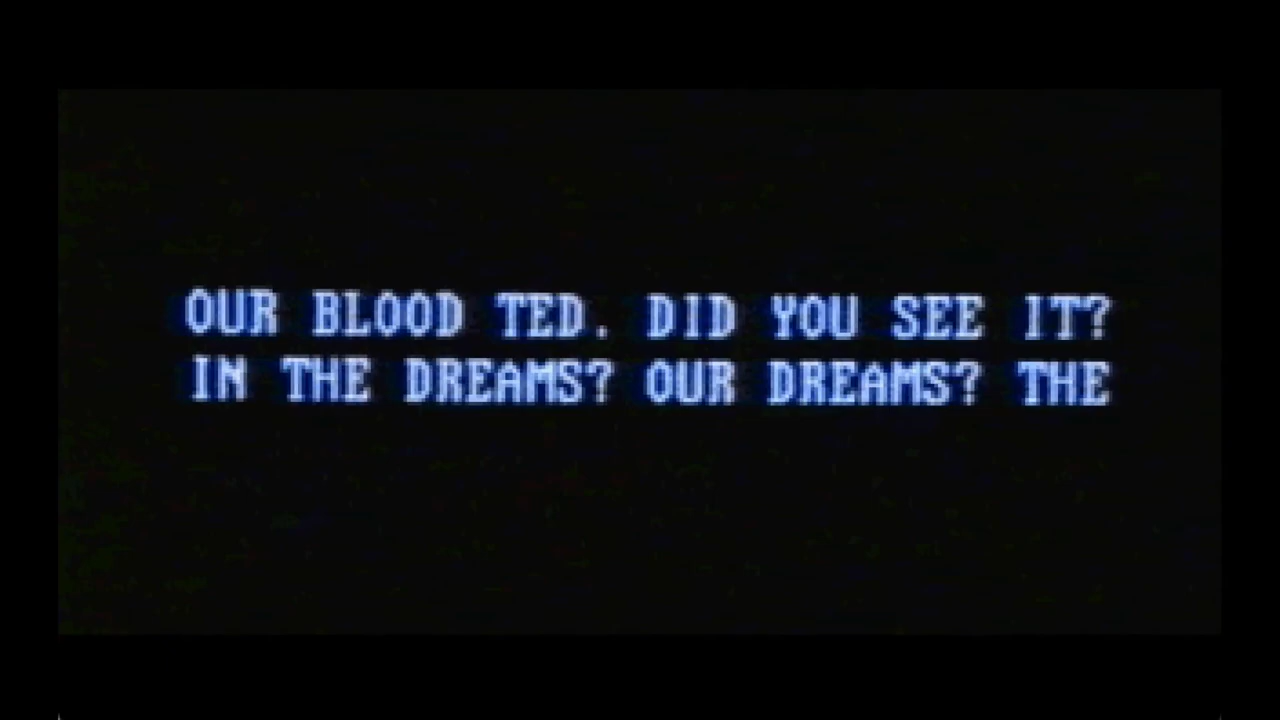 OUR BLOOD TED. DID YOU SEE IT?
IN THE DREAMS? OUR DREAMS? THE